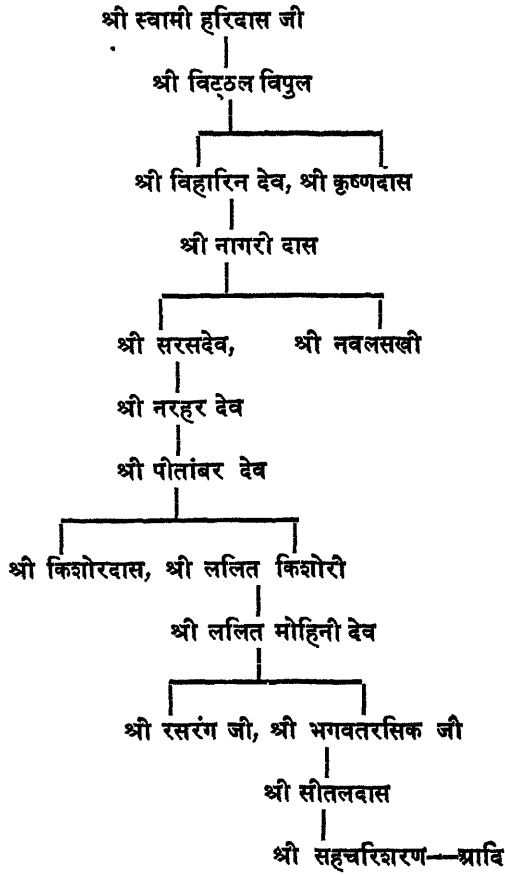 श्री स्वामी हरिदास जी
श्री विट्ठल विपुल
श्री विहारिन देव, श्री कृष्णदास
श्री नागरी दास
श्री सरसदेव, श्री नवलसखी
श्री नरहर देव
श्री पीतांबर देव
श्री किशोरदास, श्री ललित किशोरी
श्री ललित मोहिनी देव
श्री रसरंग जी, श्री भगवतरसिक जी
श्री सीतलदास
श्री सहचरिशरण—आदि